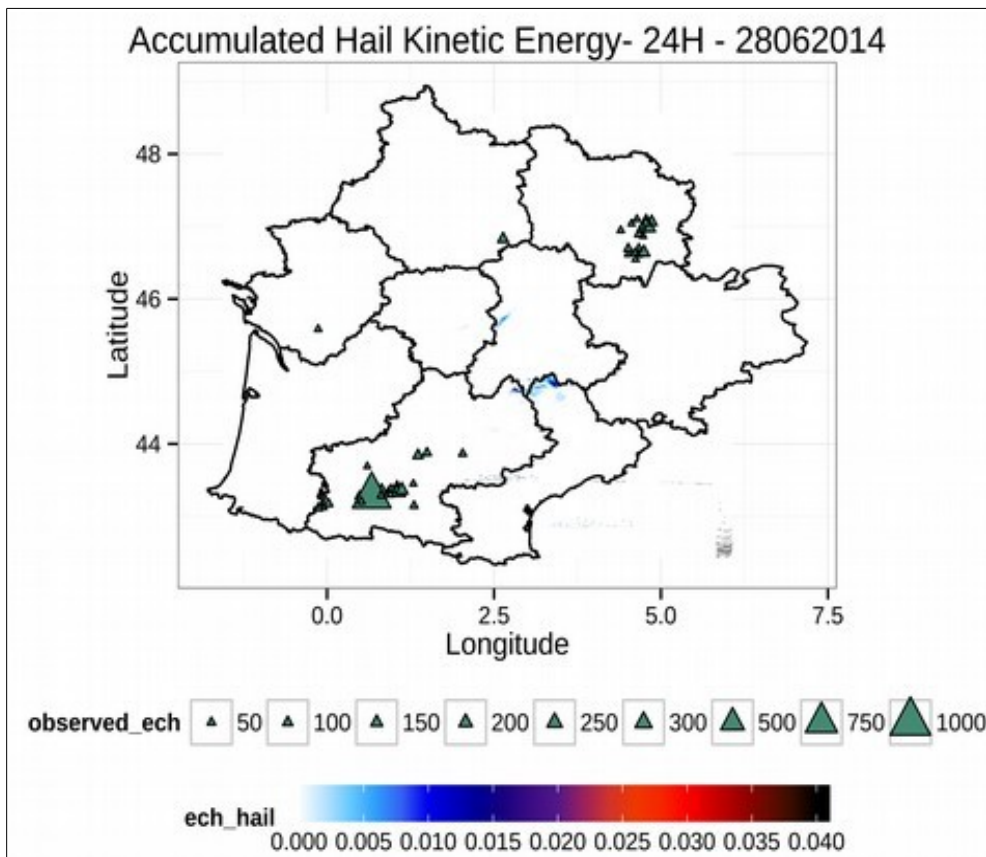 Accumulated Hail Kinetic Energy- 24H - 28062014
48
46
44
Latitude
0.0 2.5 5.0 7.5
Longitude
observed_ech 50 100 150 200 250 300 500 750 1000
ech_hail
0.000 0.005 0.010 0.015 0.020 0.025 0.030 0.035 0.040